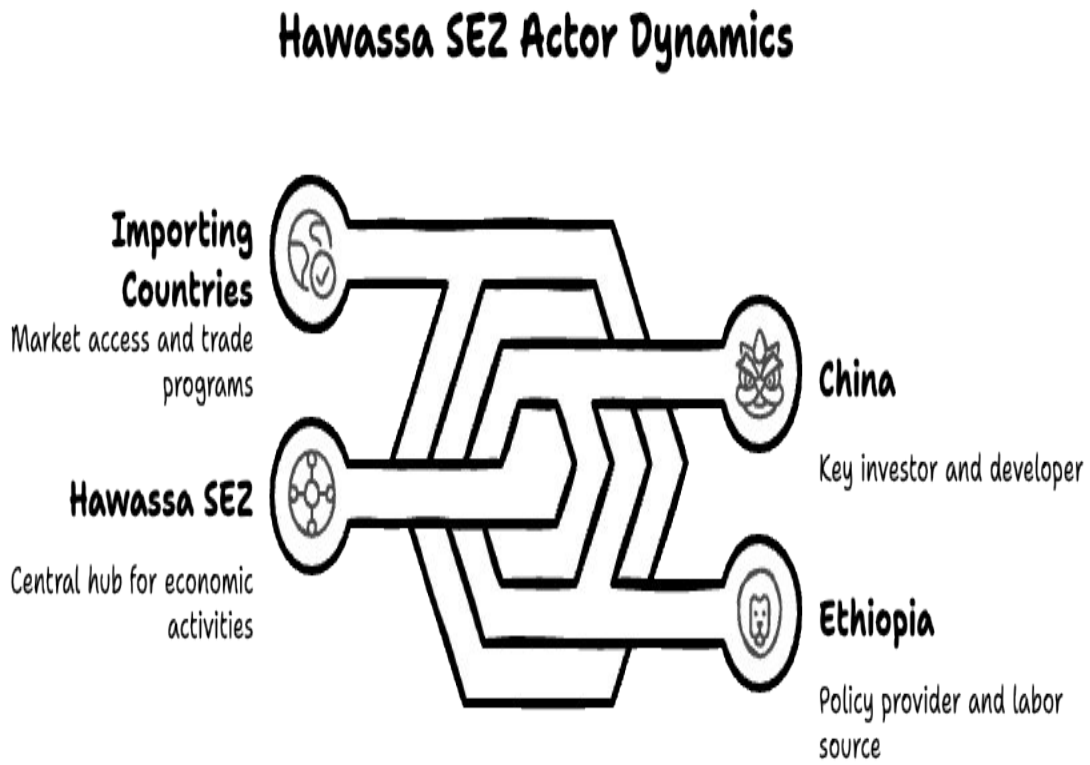 Hawassa SEZ Actor Dynamics
Importing
Countries
Market access and trade
programs
China
Key investor and developer
Hawassa SEZ
Central hub for economic
activities
Ethiopia
Policy provider and labor
source